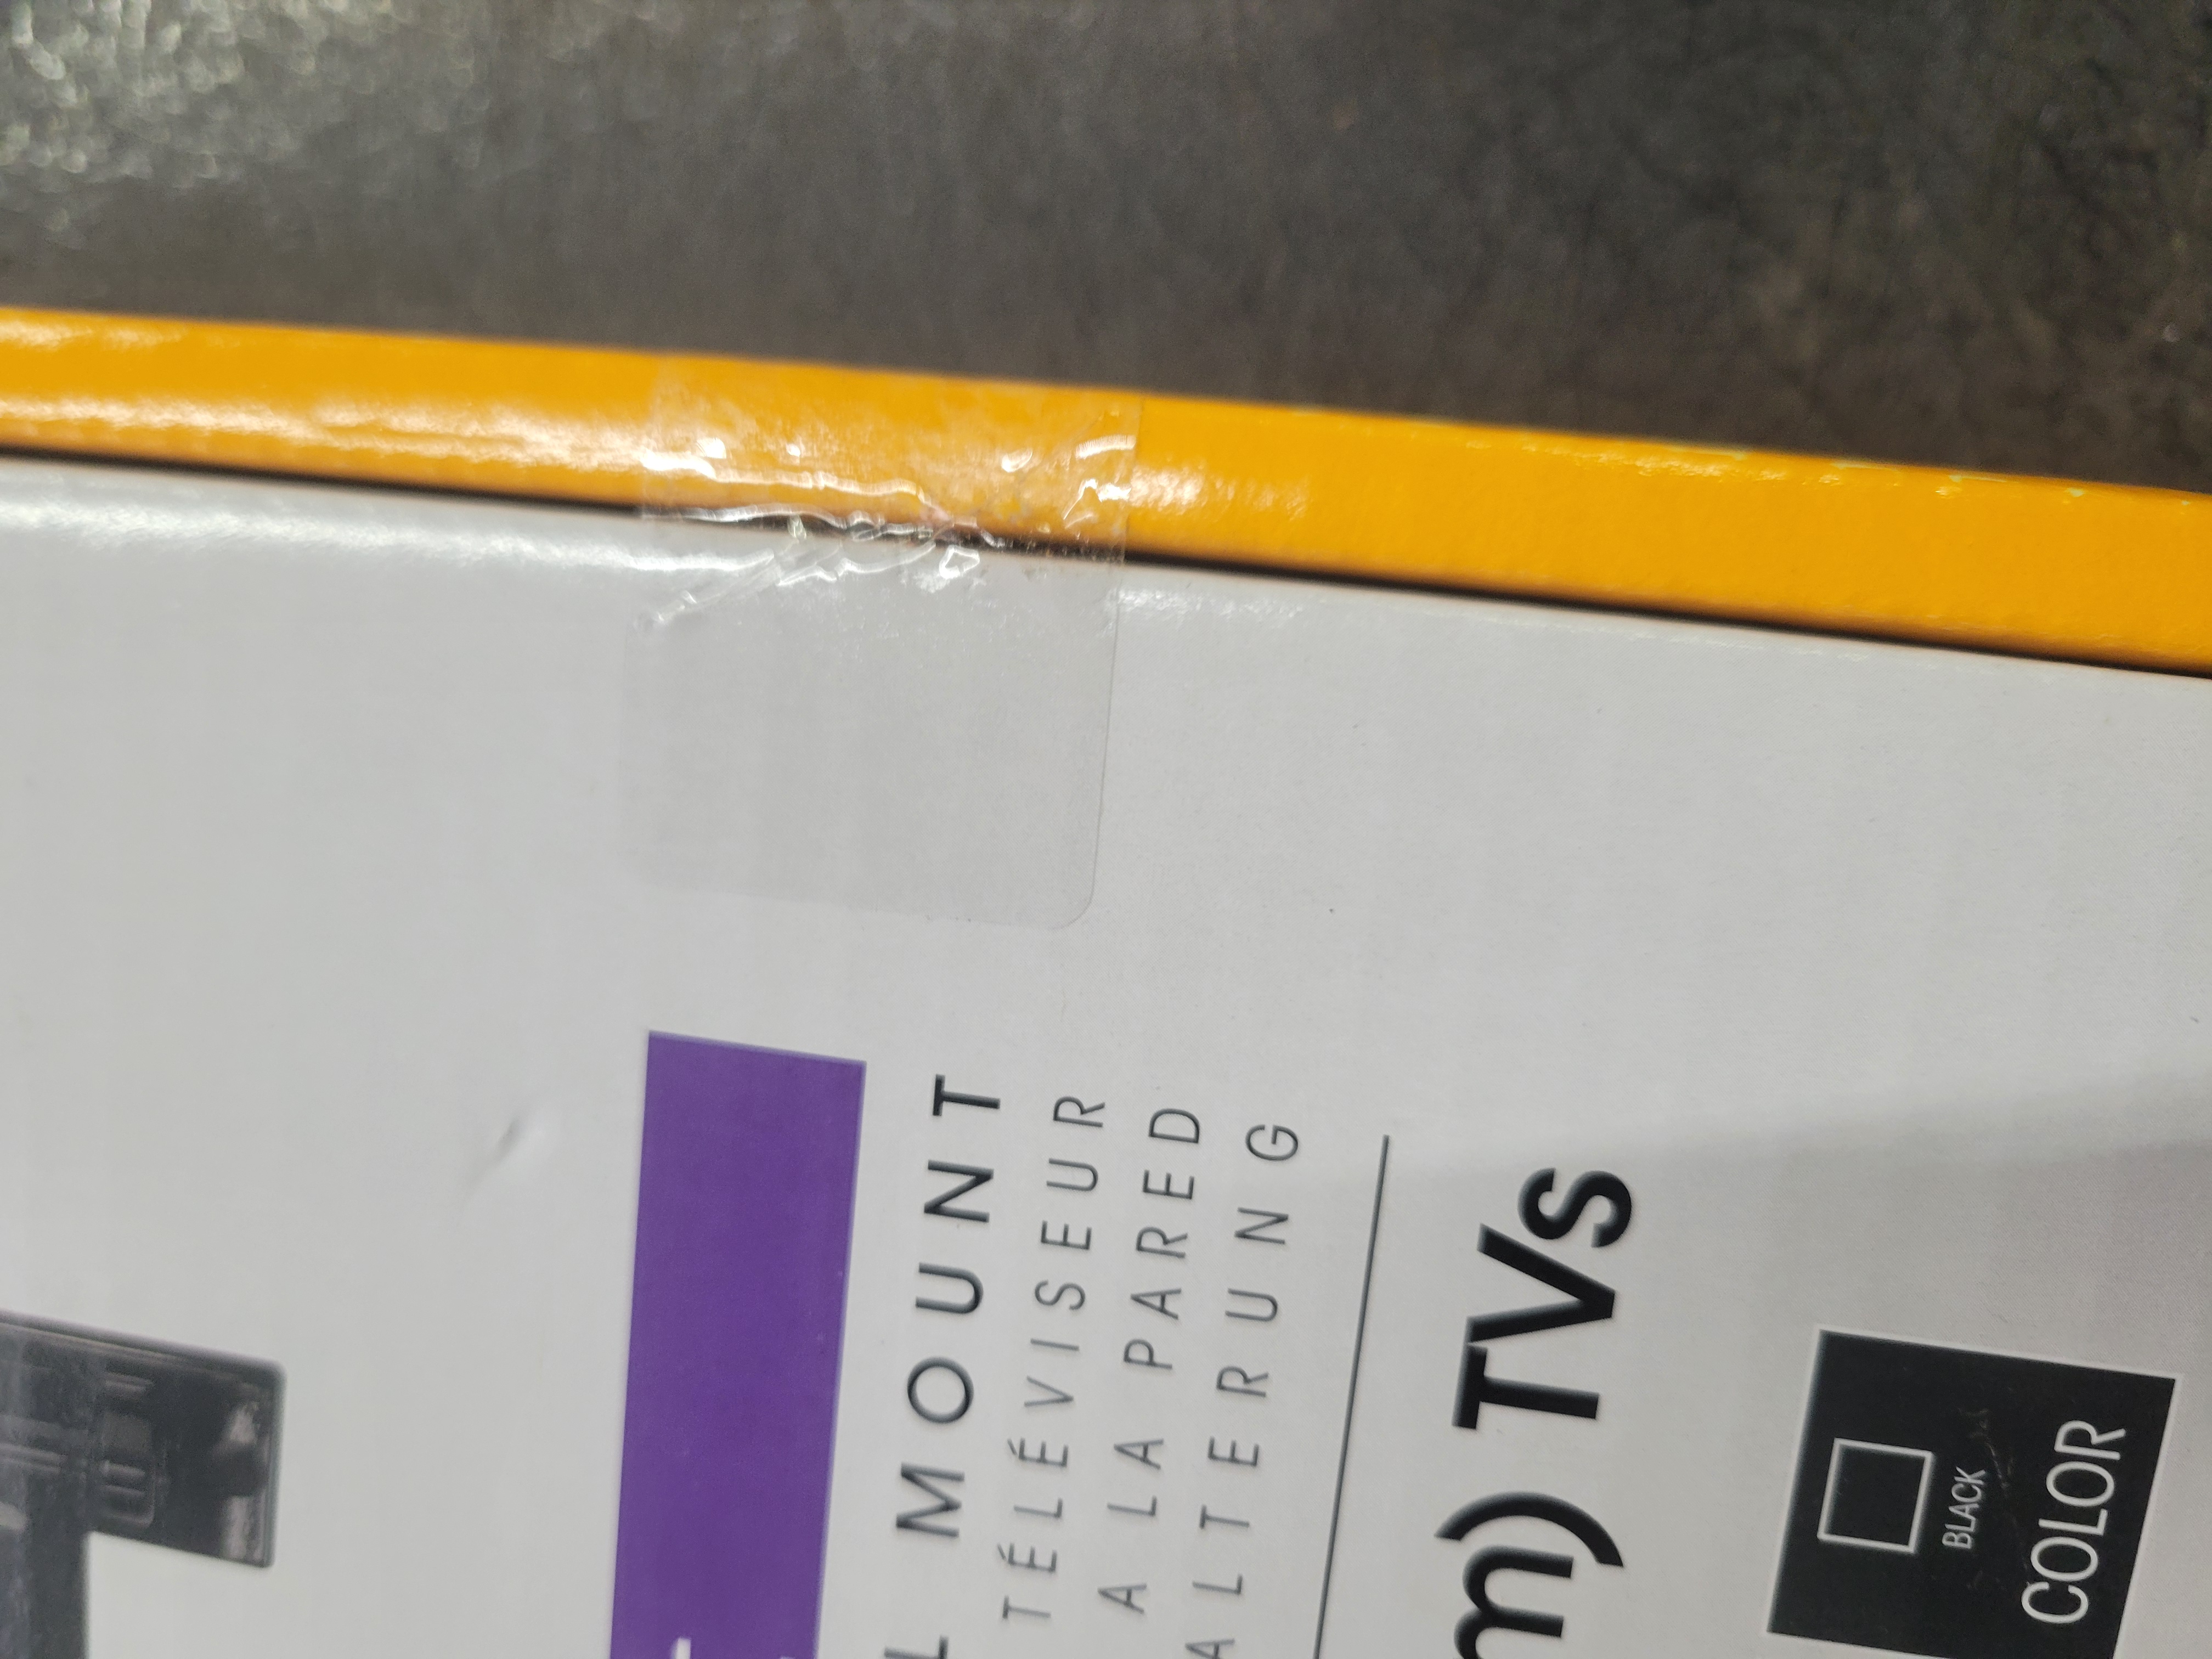 MOUNT
TÉLÉVISEUR
A LA PARED
ALTERUNG
m) TVs
BLACK
COLOR